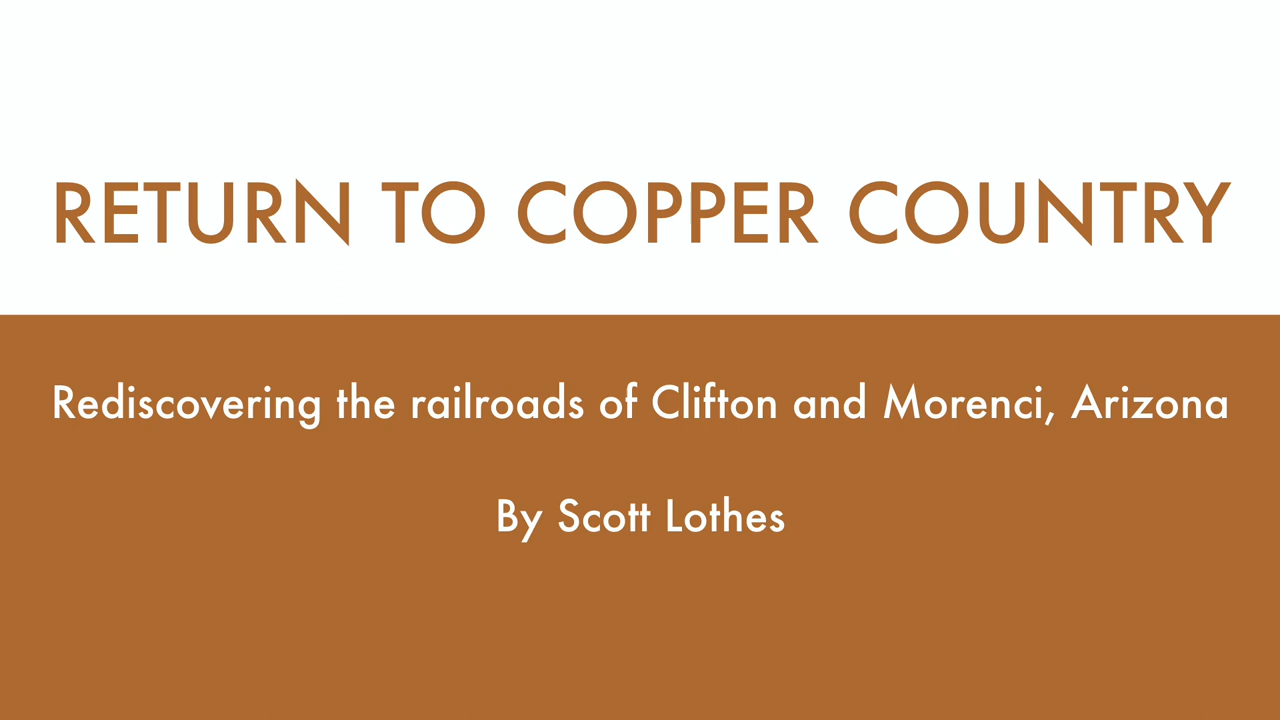 RETURN TO COPPER COUNTRY
Rediscovering the railroads of Clifton and Morenci, Arizona
By Scott Lothes